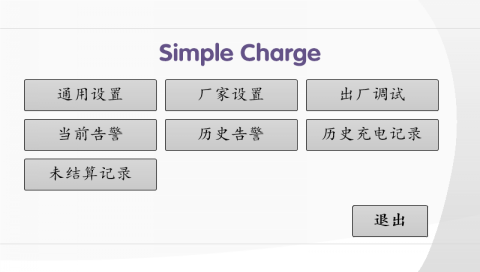 Simple Charge
通用设置 厂家设置 出厂调试
当前告警 历史告警 历史充电记录
未结算记录
退出